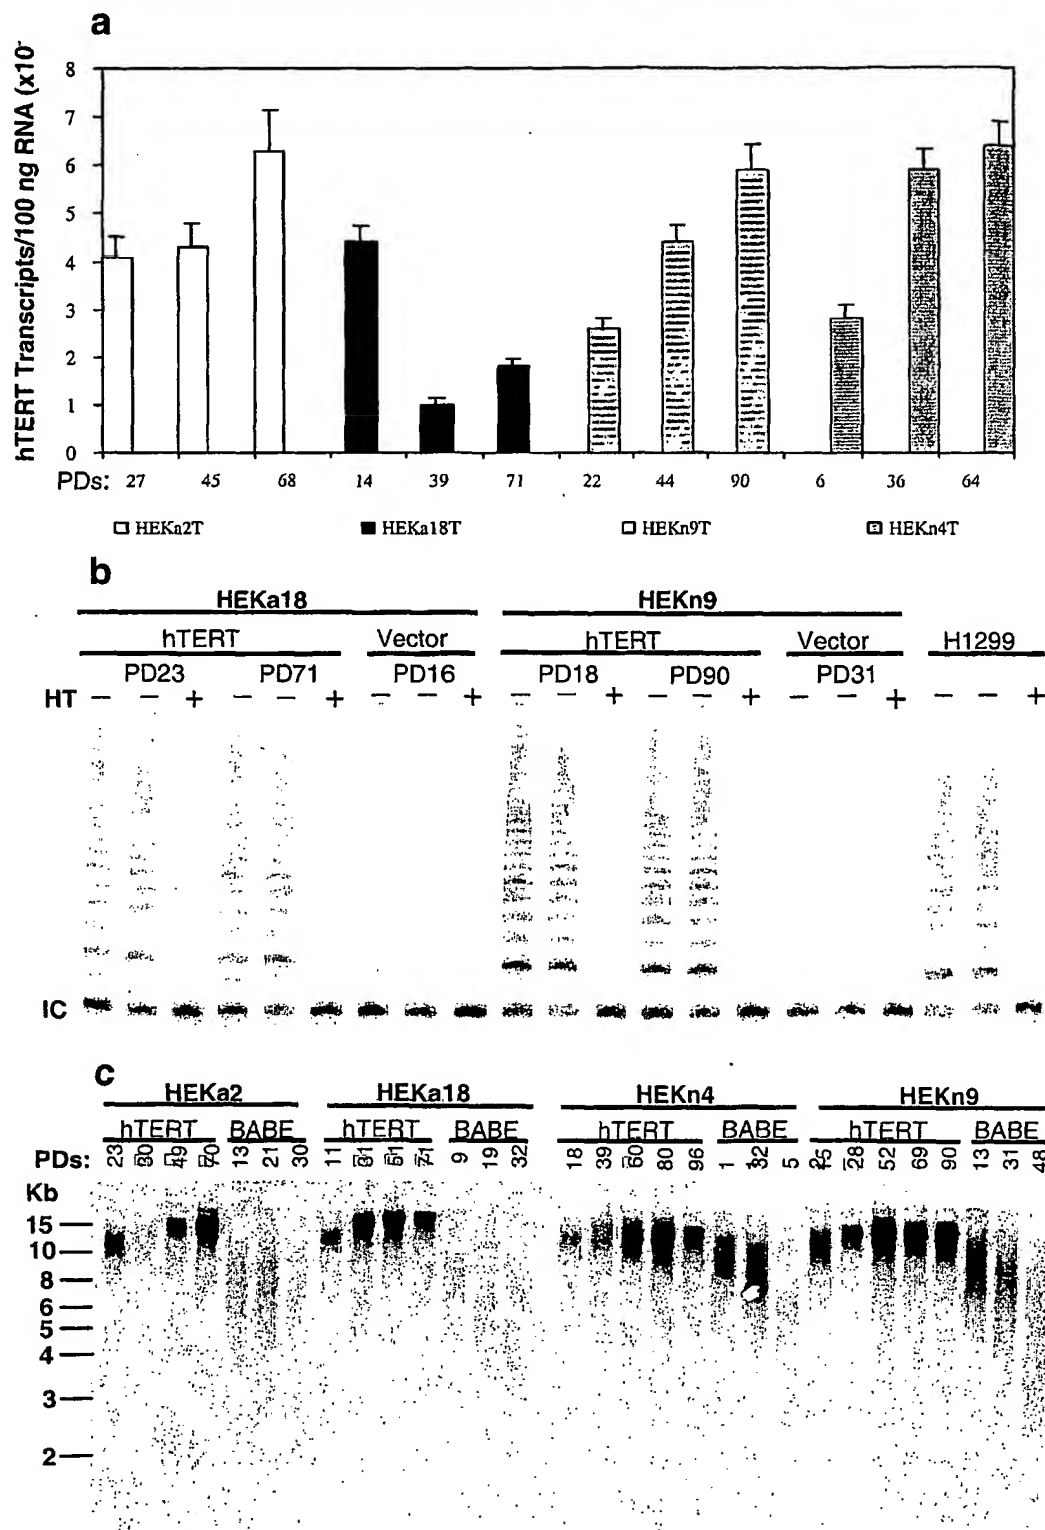 a
hTERT Transcripts/100 ng RNA (x10-
8
7
6
5
4
3
2
1
0
PDs: 27 45 68 14 39 71 22 44 90 6 36 64
HEKa2T HEKa18T HEKn9T HEKn4T
b
HEKa18 HEKn9
hTERT Vector hTERT Vector H1299
PD23 PD71 PD16 PD18 PD90 PD31
HT – – + – – + – – + – – + – – + – – + – – +
IC
c
HEKa2 HEKa18 HEKn4 HEKn9
hTERT BABE hTERT BABE hTERT BABE hTERT BABE
PDs: 23 30 49 70 13 21 30 11 31 51 71 9 19 32 18 39 60 80 96 1 32 5 28 52 69 90 13 31 48
Kb
15
10
8
6
5
4
3
2